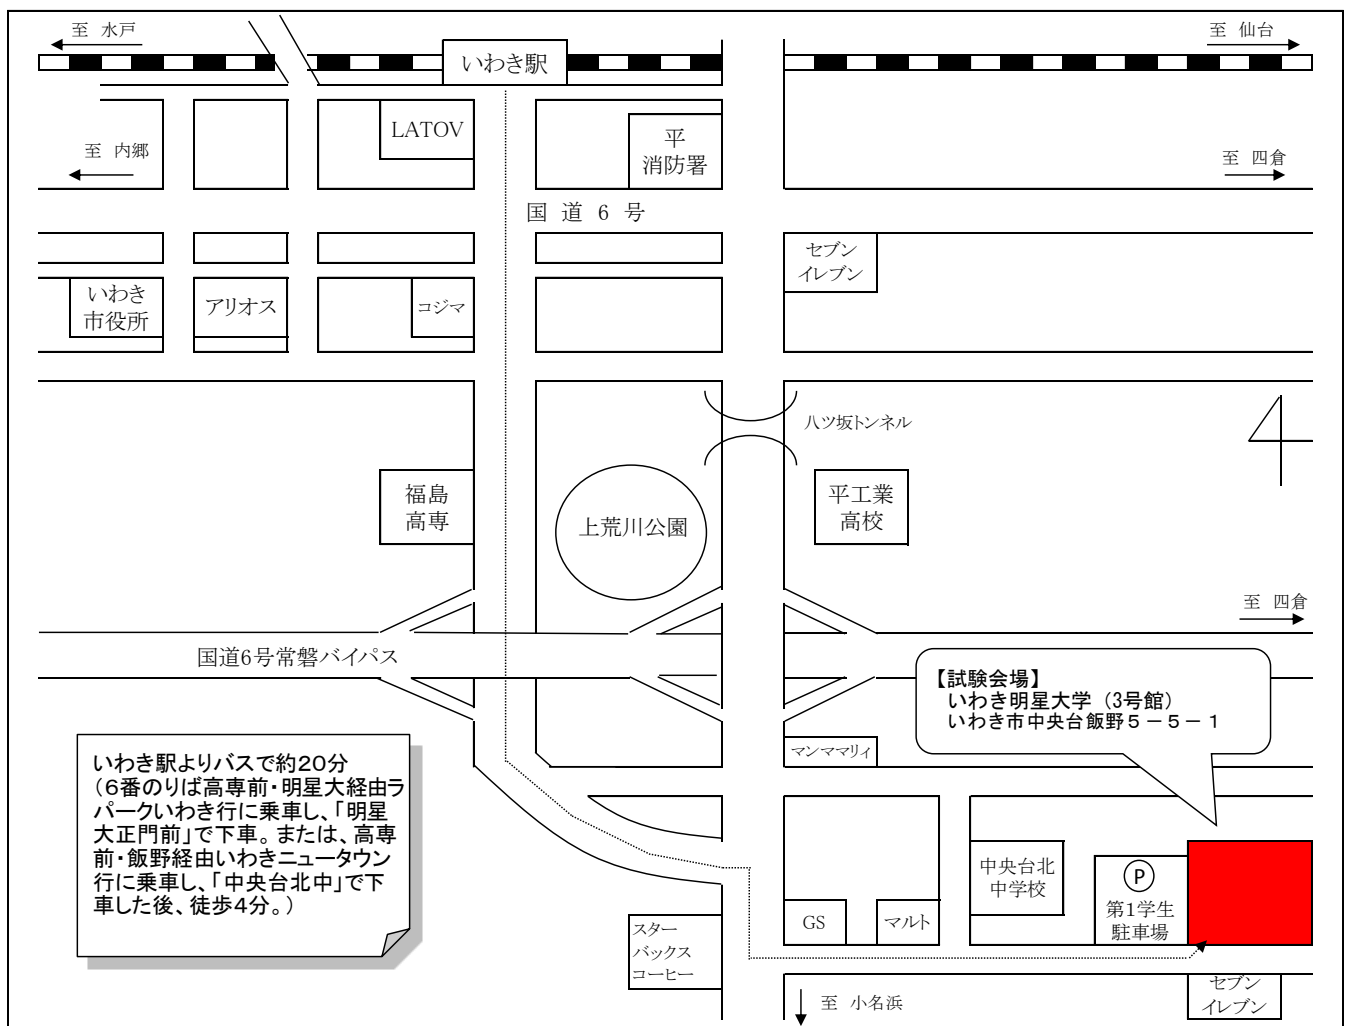 至 水戸
至 仙台
いわき駅
LATOV
平
消防署
至 内郷
至 四倉
国 道 6 号
セブン
イレブン
いわき
市役所
アリオス
コジマ
八ツ坂トンネル
福島
高専
上荒川公園
平工業
高校
至 四倉
国道6号常磐バイパス
【試験会場】
いわき明星大学（3号館）
いわき市中央台飯野５－５－１
マンママリィ
いわき駅よりバスで約20分
（6番のりば高専前・明星大経由ラ
パークいわき行に乗車し、「明星
大正門前」で下車。または、高専
前・飯野経由いわきニュータウン
行に乗車し、「中央台北中」で下
車した後、徒歩4分。）
中央台北
中学校
P
第1学生
駐車場
GS
マルト
スター
バックス
コーヒー
セブン
イレブン
至 小名浜